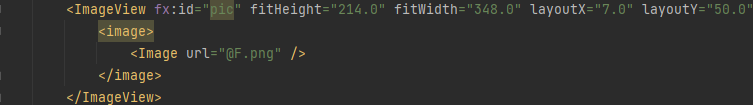 <ImageView fx:id="pic" fitHeight="214.0" fitWidth="348.0" layoutX="7.0" layoutY="50.0"
<image>
<Image url="@F.png" />
</image>
</ImageView>